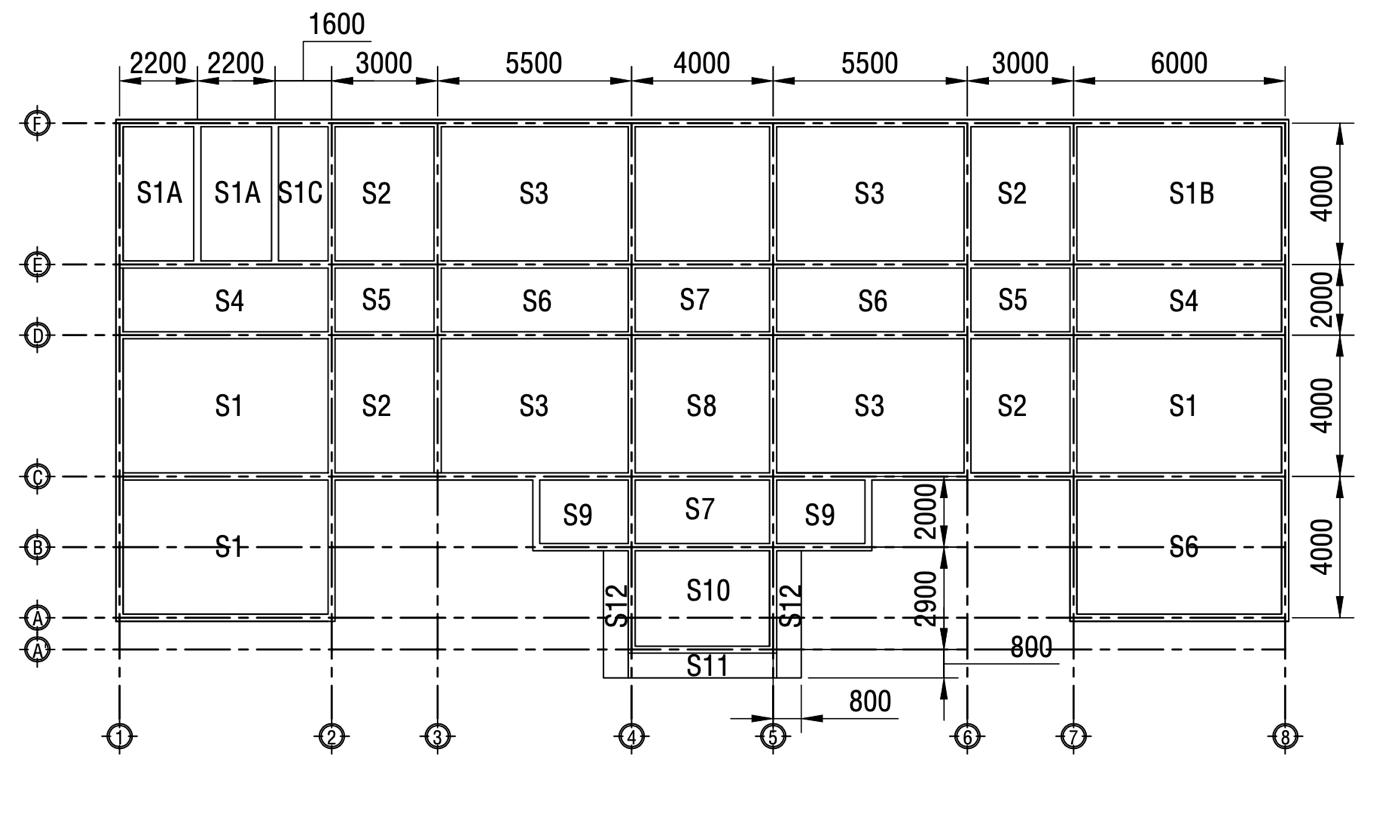 1600
2200 2200 3000 5500 4000 5500 3000 6000
F
S1A S1A S1C S2 S3 S3 S2 S1B 4000
E
S4 S5 S6 S7 S6 S5 S4 2000
D
S1 S2 S3 S8 S3 S2 S1 4000
C
S9 S7 S9 2000
B
S1 S6 4000
S12 S10 S12 2900
A
A'
S11 800
800
1 2 3 4 5 6 7 8